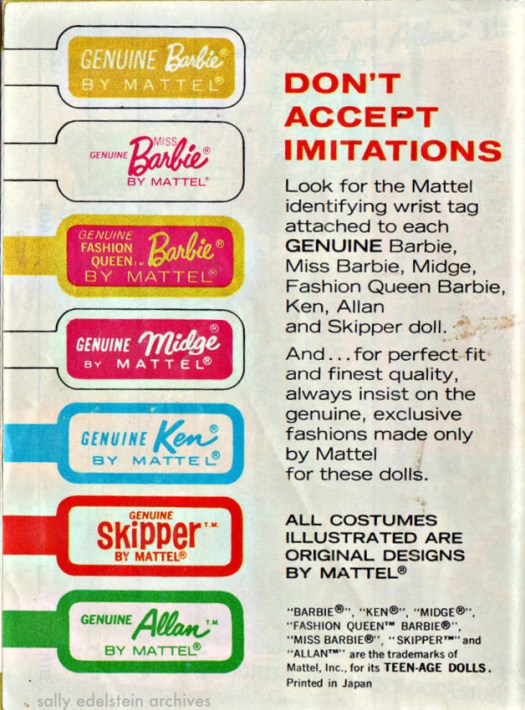 GENUINE Barbie®
BY MATTEL®
MISS
GENUINE Barbie®
BY MATTEL®
GENUINE
FASHION
QUEEN™ Barbie®
BY MATTEL®
GENUINE Midge®
BY MATTEL®
GENUINE Ken®
BY MATTEL®
GENUINE
Skipper T.M.
BY MATTEL®
GENUINE Allan T.M.
BY MATTEL®
DON'T
ACCEPT
IMITATIONS
Look for the Mattel
identifying wrist tag
attached to each
GENUINE Barbie,
Miss Barbie, Midge,
Fashion Queen Barbie,
Ken, Allan
and Skipper doll.
And...for perfect fit
and finest quality,
always insist on the
genuine, exclusive
fashions made only
by Mattel
for these dolls.
ALL COSTUMES
ILLUSTRATED ARE
ORIGINAL DESIGNS
BY MATTEL®
"BARBIE®", "KEN®", "MIDGE®",
"FASHION QUEEN™ BARBIE®",
"MISS BARBIE®", "SKIPPER™" and
"ALLAN™" are the trademarks of
Mattel, Inc., for its TEEN-AGE DOLLS.
Printed in Japan
sally edelstein archives